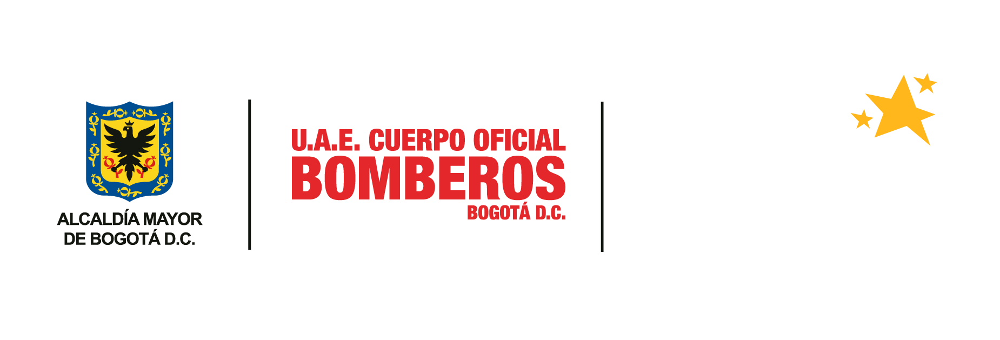 ALCALDÍA MAYOR
DE BOGOTÁ D.C.
U.A.E. CUERPO OFICIAL
BOMBEROS
BOGOTÁ D.C.